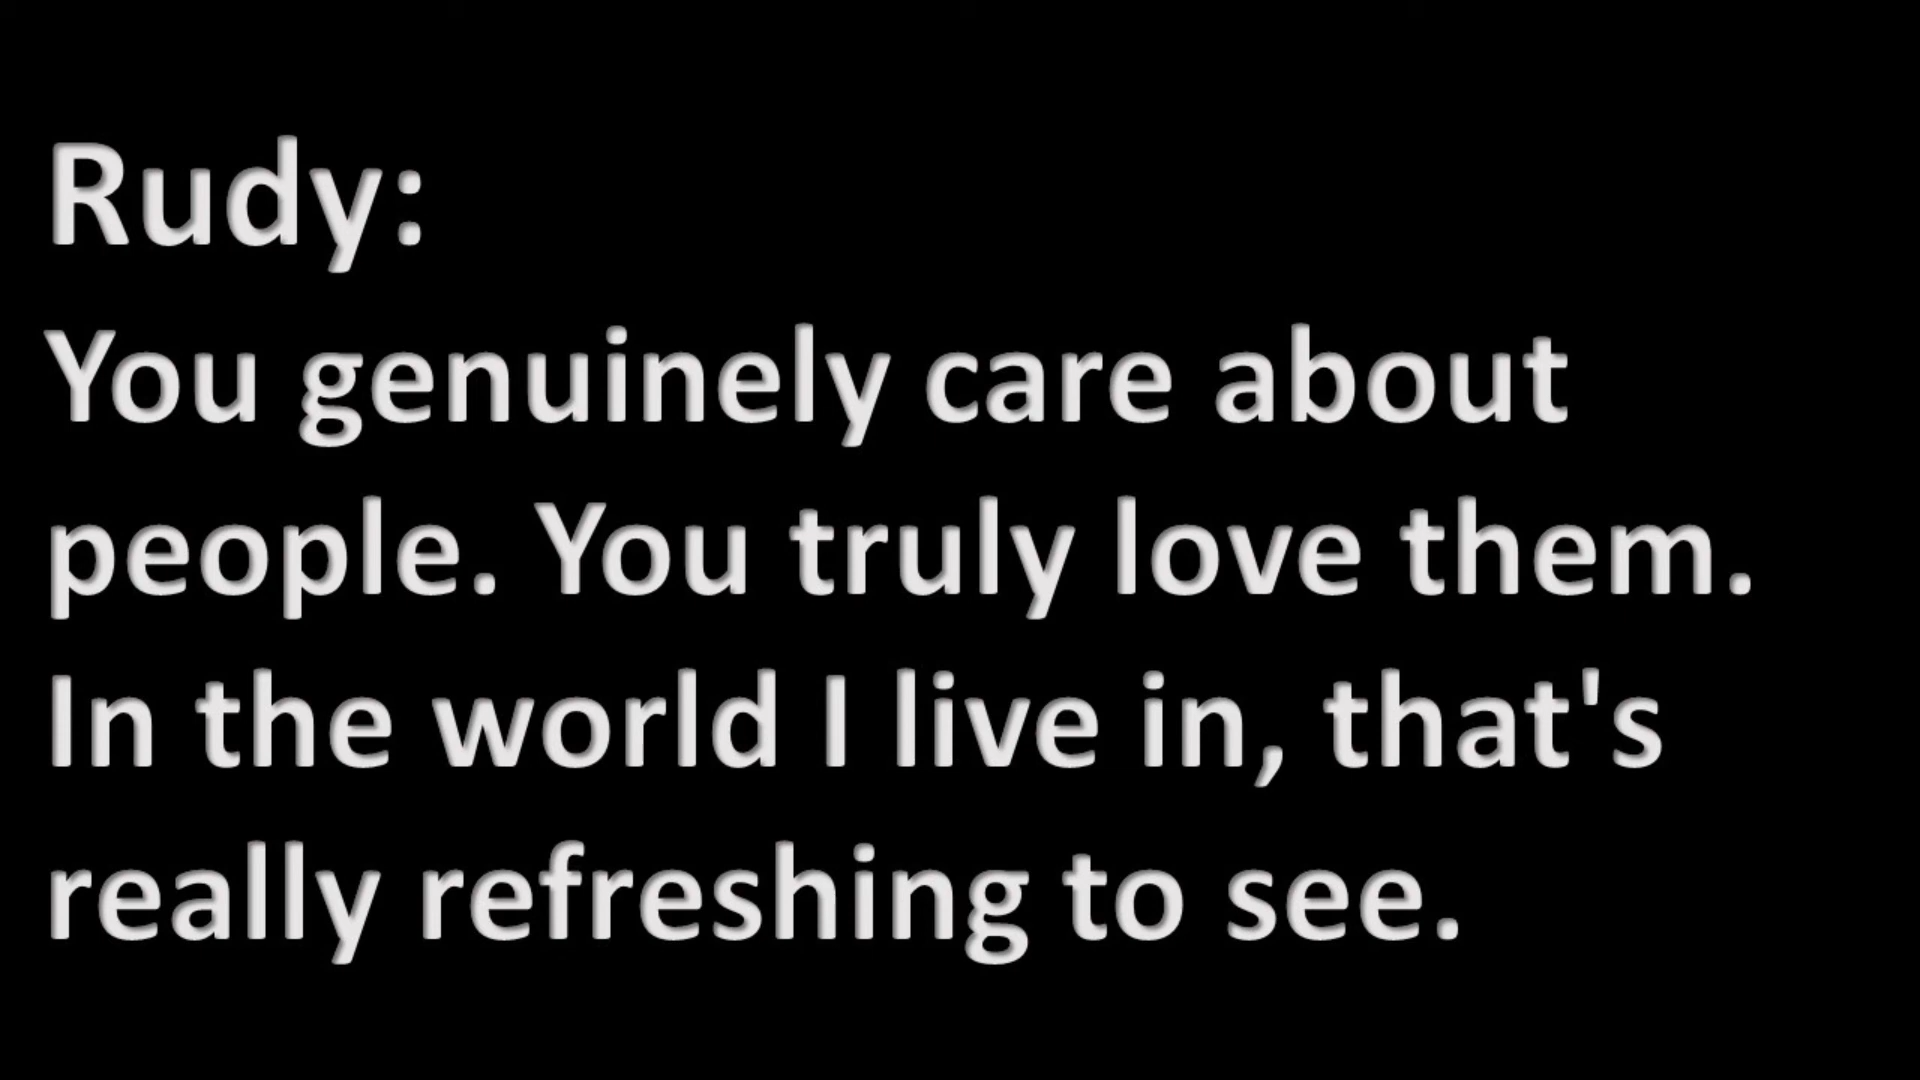 Rudy:
You genuinely care about
people. You truly love them.
In the world I live in, that's
really refreshing to see.